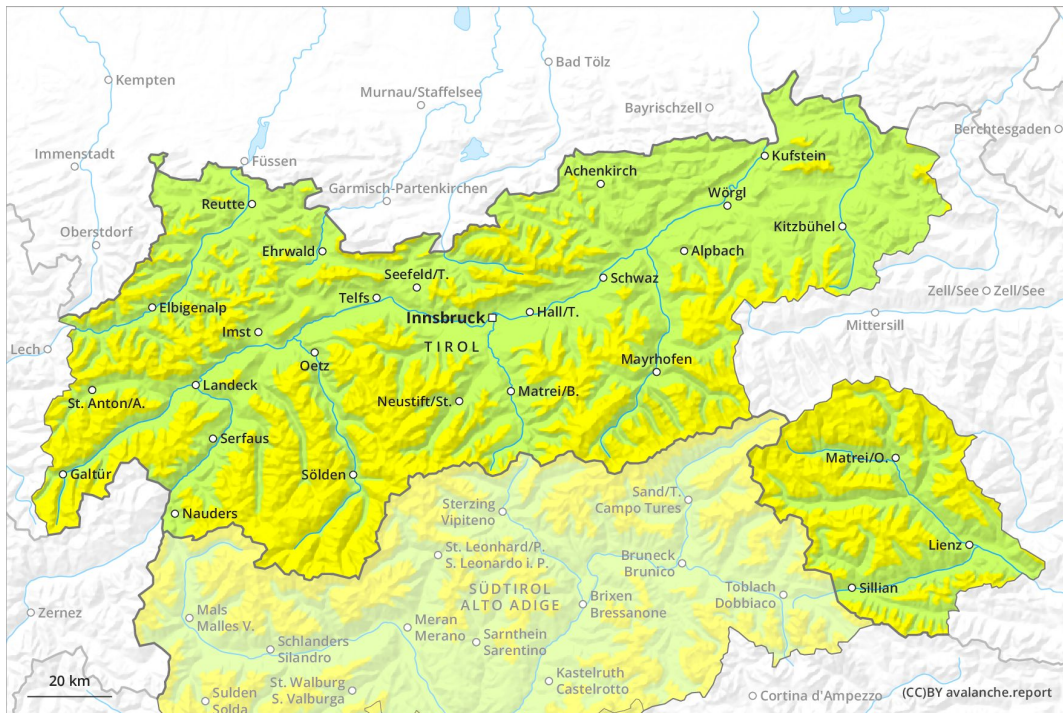 Kempten
Bad Tölz
Murnau/Staffelsee
Bayrischzell
Berchtesgaden
Immenstadt
Füssen
Kufstein
Achenkirch
Garmisch-Partenkirchen
Reutte
Wörgl
Oberstdorf
Kitzbühel
Ehrwald
Alpbach
Seefeld/T.
Schwaz
Zell/See
Zell/See
Telfs
Elbigenalp
Innsbruck
Hall/T.
Mittersill
Imst
TIROL
Lech
Oetz
Mayrhofen
Landeck
St. Anton/A.
Neustift/St.
Matrei/B.
Serfaus
Matrei/O.
Galtür
Sölden
Sand/T.
Campo Tures
Sterzing
Vipiteno
Nauders
Lienz
St. Leonhard/P.
S. Leonardo i. P.
Bruneck
Brunico
Sillian
SÜDTIROL
ALTO ADIGE
Toblach
Dobbiaco
Brixen
Bressanone
Zernez
Mals
Malles V.
Meran
Merano
Sarnthein
Sarentino
Schlanders
Silandro
Kastelruth
Castelrotto
20 km
St. Walburg
S. Valburga
Sulden
Solda
Cortina d'Ampezzo
(CC)BY avalanche.report